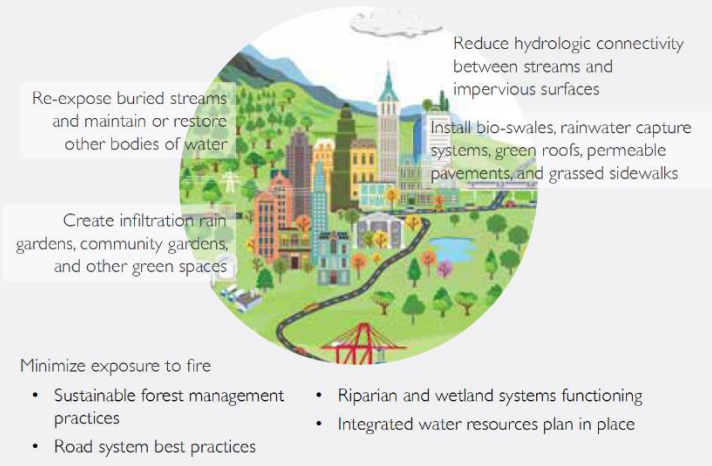 Reduce hydrologic connectivity
between streams and
impervious surfaces
Re-expose buried streams
and maintain or restore
other bodies of water
Install bio-swales, rainwater capture
systems, green roofs, permeable
pavements, and grassed sidewalks
Create infiltration rain
gardens, community gardens,
and other green spaces
Minimize exposure to fire
• Sustainable forest management
practices
• Road system best practices
• Riparian and wetland systems functioning
• Integrated water resources plan in place